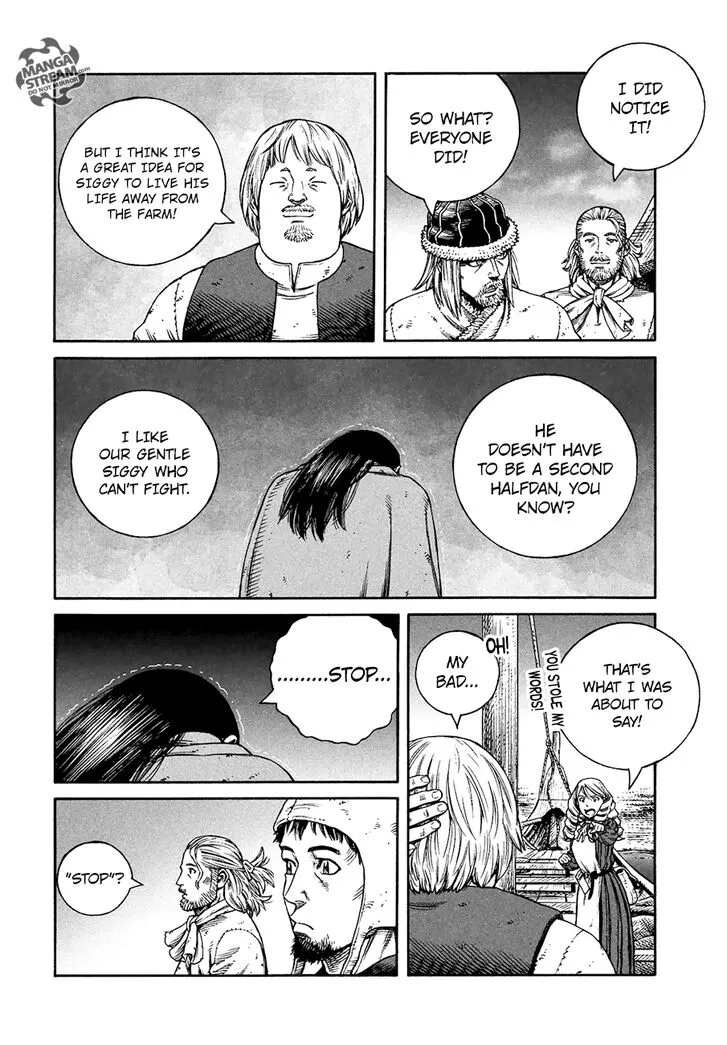 MANGA
STREAM.com
DO NOT MIRROR
I DID
NOTICE
IT!
SO WHAT?
EVERYONE
DID!
BUT I THINK IT'S
A GREAT IDEA FOR
SIGGY TO LIVE HIS
LIFE AWAY FROM
THE FARM!
HE
DOESN'T HAVE
TO BE A SECOND
HALFDAN, YOU
KNOW?
I LIKE
OUR GENTLE
SIGGY WHO
CAN'T FIGHT.
THAT'S
WHAT I WAS
ABOUT TO
SAY!
YOU STOLE MY
WORDS!
OH!
MY
BAD...
.........STOP...
"STOP"?